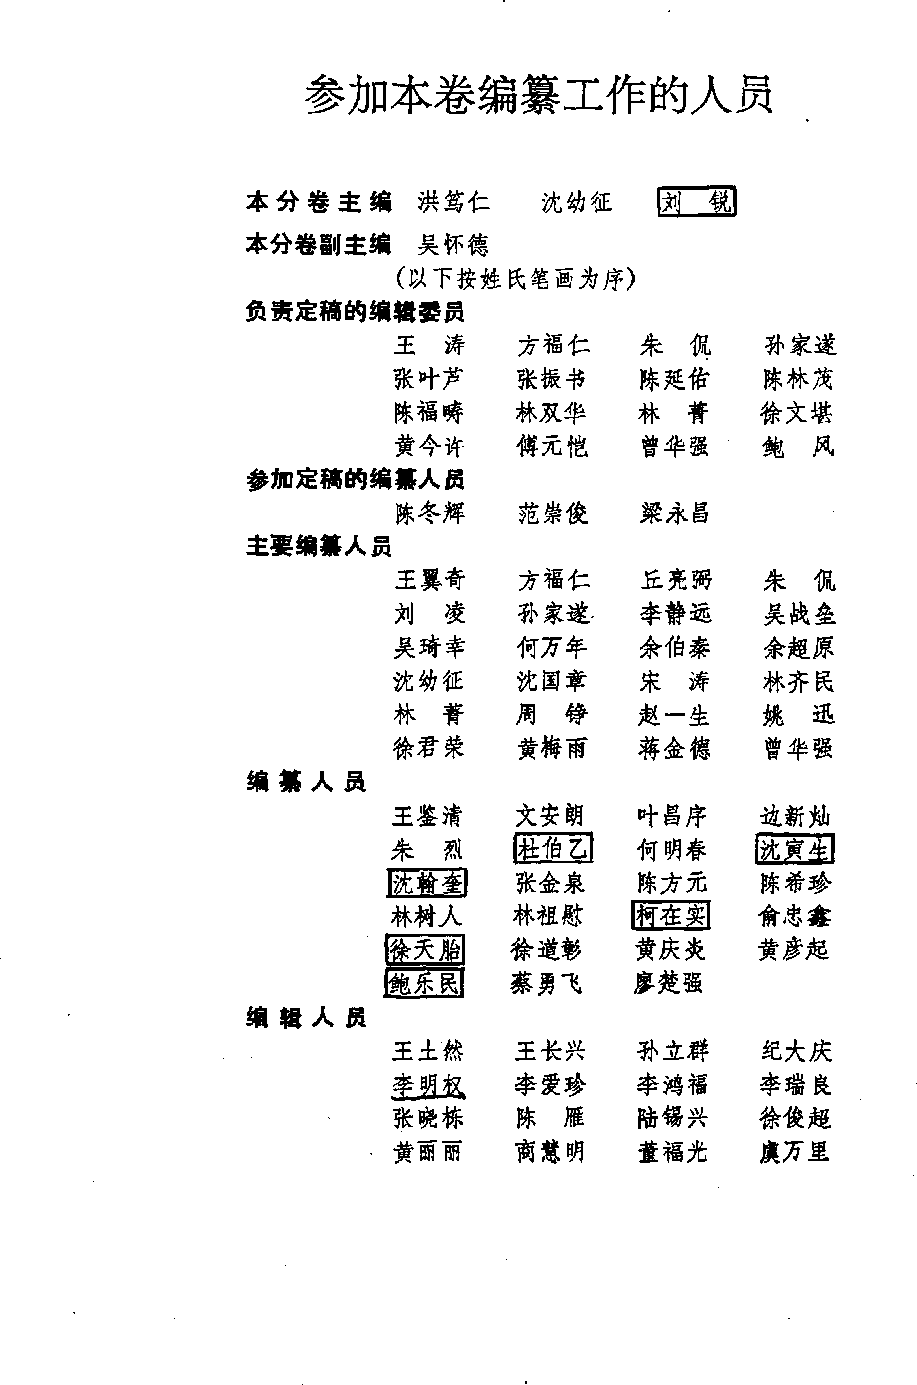 参加本卷编纂工作的人员
本分卷主编 洪笃仁 沈幼征 刘锐
本分卷副主编 吴怀德
(以下按姓氏笔画为序)
负责定稿的编辑委员
王涛 方福仁 朱侃 孙家遂
张叶芦 张振书 陈延佑 陈林茂
陈福畴 林双华 林菁 徐文堪
黄今许 傅元恺 曾华强 鲍风
参加定稿的编纂人员
陈冬辉 范崇俊 梁永昌
主要编纂人员
王翼奇 方福仁 丘亮弼 朱侃
刘凌 孙家遂 李静远 吴战垒
吴琦幸 何万年 余伯秦 余超原
沈幼征 沈国章 宋涛 林齐民
林菁 周铮 赵一生 姚迅
徐君荣 黄梅雨 蒋金德 曾华强
编纂人员
王鉴清 文安朗 叶昌序 边新灿
朱烈 杜伯乙 何明春 沈寅生
沈翰奎 张金泉 陈方元 陈希珍
林树人 林祖慰 柯在实 俞忠鑫
徐天胎 徐道彰 黄庆炎 黄彦起
鲍乐民 蔡勇飞 廖楚强
编辑人员
王土然 王长兴 孙立群 纪大庆
李明权 李爱珍 李鸿福 李瑞良
张晓栋 陈雁 陆锡兴 徐俊超
黄丽丽 商慧明 董福光 虞万里